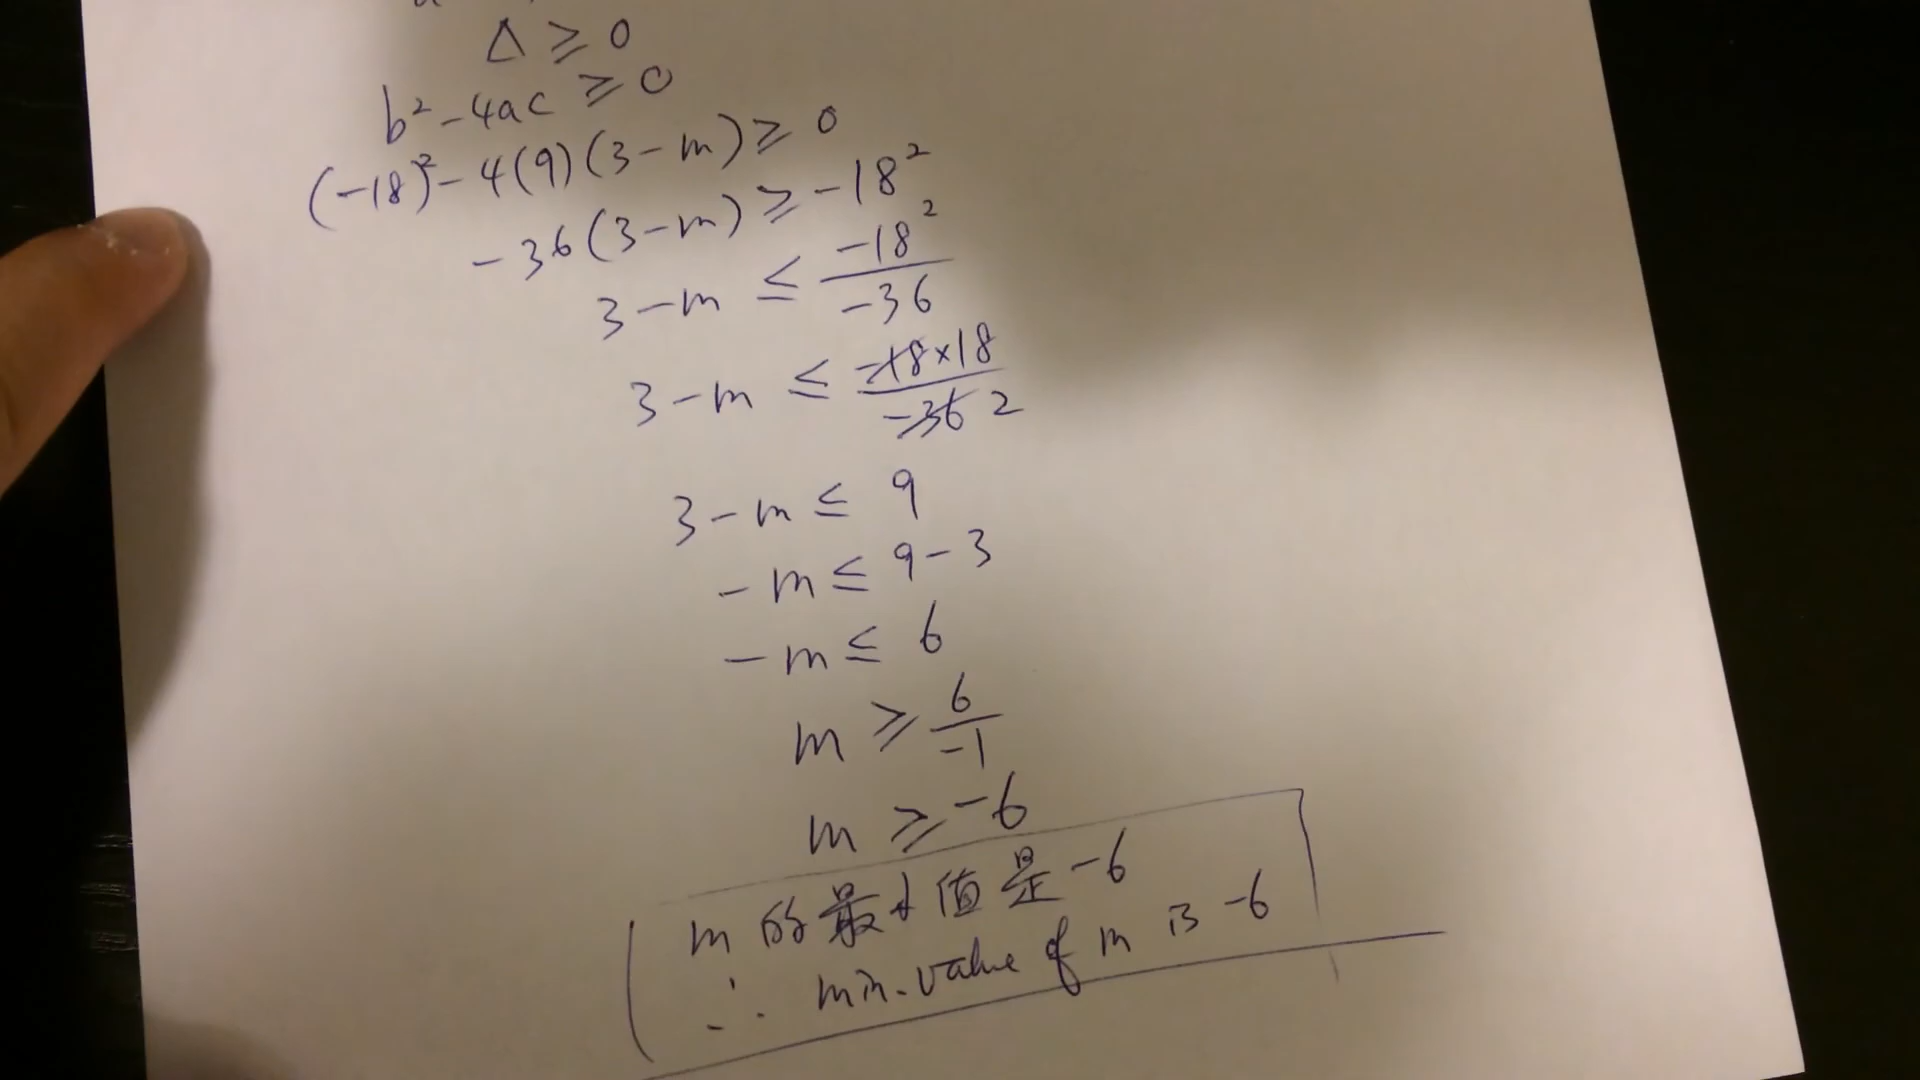 Δ ≥ 0
b² - 4ac ≥ 0
(-18)² - 4(9)(3-m) ≥ 0
-36(3-m) ≥ -18²
3-m ≤ -18²/-36
3-m ≤ -18×18/-36 2
3-m ≤ 9
-m ≤ 9-3
-m ≤ 6
m ≥ 6/-1
m ≥ -6
m 的最小值是 -6
∴ min. value of m is -6